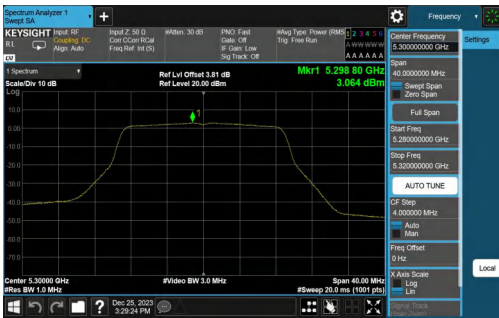 Spectrum Analyzer 1
Swept SA
+
Frequency
KEYSIGHT
RL
Input: RF
Coupling: DC
Align: Auto
Input Z: 50 Ω
Corr CCorr RCal
Freq Ref: Int (S)
#Atten: 30 dB
PNO: Fast
Gate: Off
IF Gain: Low
Sig Track: Off
#Avg Type: Power (RMS
Trig: Free Run
1 2 3 4 5 6
A W W W W W
A A A A A A
LV
1 Spectrum
Scale/Div 10 dB
Log
Ref Lvl Offset 3.81 dB
Ref Level 20.00 dBm
Mkr1 5.298 80 GHz
3.064 dBm
1
10.0
0.00
-10.0
-20.0
-30.0
-40.0
-50.0
-60.0
-70.0
Center 5.30000 GHz
#Res BW 1.0 MHz
#Video BW 3.0 MHz
Span 40.00 MHz
#Sweep 20.0 ms (1001 pts)
?
Dec 25, 2023
3:29:24 PM
Center Frequency
5.300000000 GHz
Span
40.0000000 MHz
Swept Span
Zero Span
Full Span
Start Freq
5.280000000 GHz
Stop Freq
5.320000000 GHz
AUTO TUNE
CF Step
4.000000 MHz
Auto
Man
Freq Offset
0 Hz
X Axis Scale
Log
Lin
Signal Track
Settings
Local